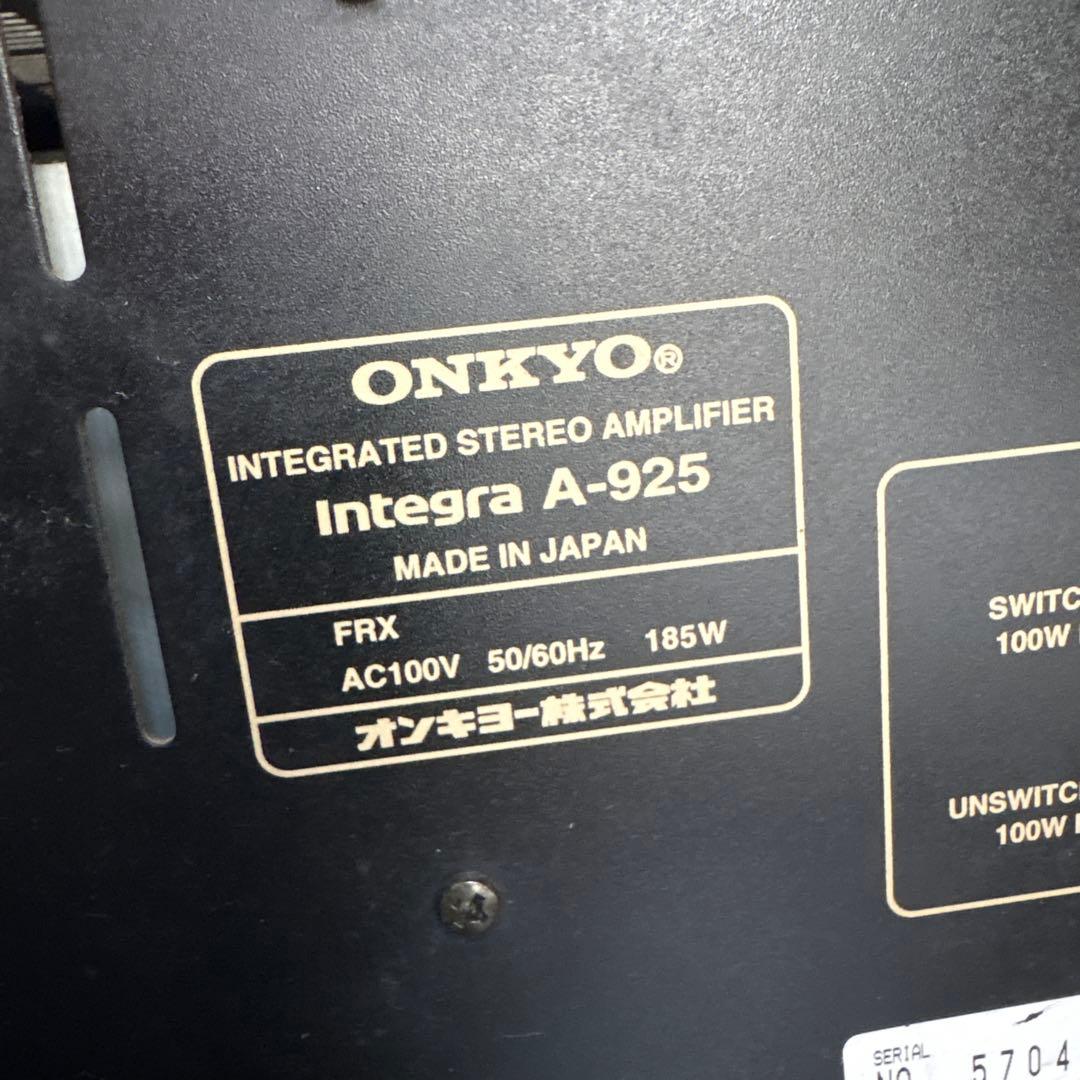 ONKYO®
INTEGRATED STEREO AMPLIFIER
Integra A-925
MADE IN JAPAN
FRX
AC100V 50/60Hz 185W
オンキヨー株式会社
SWITC
100W
UNSWITC
100W
SERIAL
NO. 5704